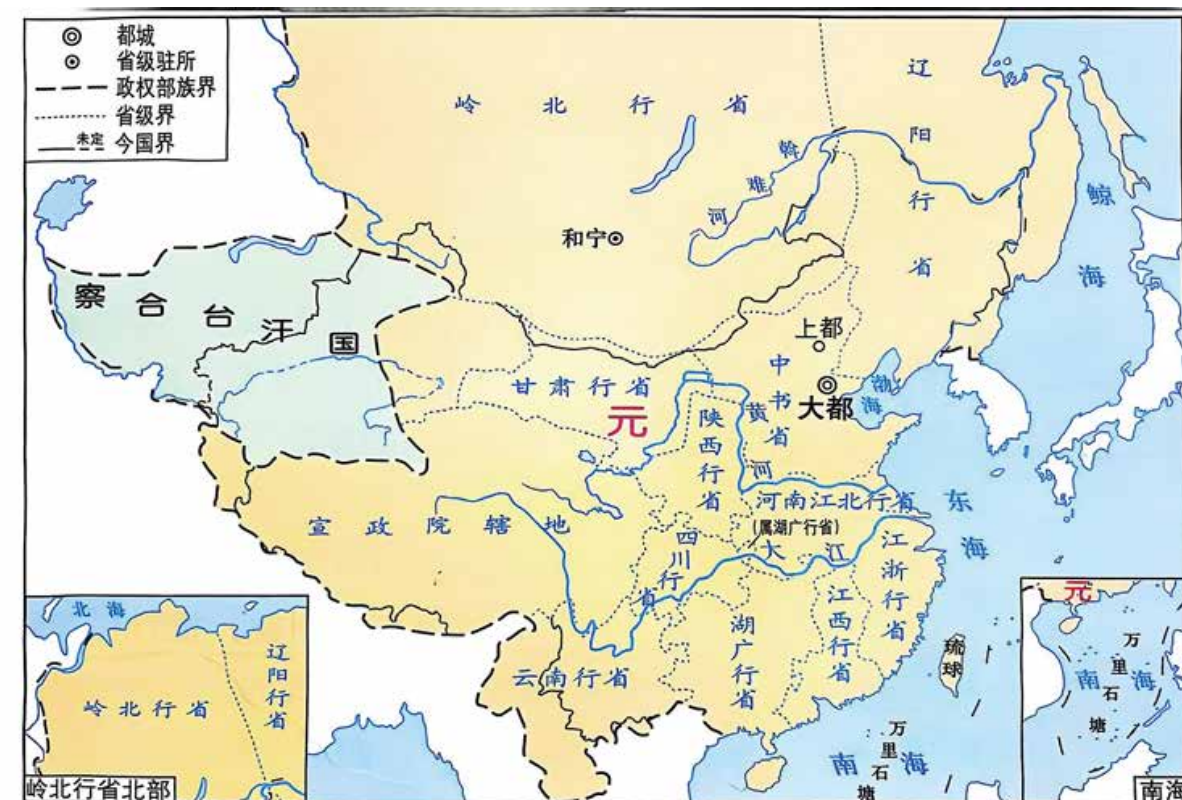 都城
省级驻所
政权部族界
省级界
未定 今国界
岭北行省
辽阳行省
斡难河
鲸海
和宁
察合台汗国
上都
中书省
大都
渤海
甘肃行省
元
陕西行省
黄河
河南江北行省
(属湖广行省)
东海
宣政院辖地
四川行省
大江
江浙行省
江西行省
湖广行省
云南行省
琉球
万里石塘
南海
北海
岭北行省
辽阳行省
岭北行省北部
元
万里石塘
南海
南海